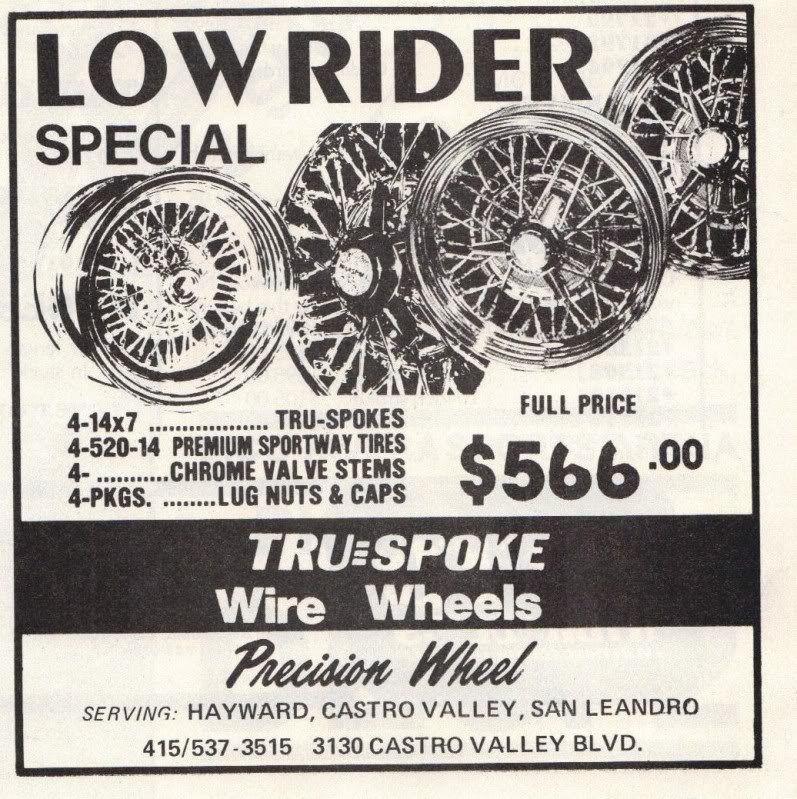 LOW RIDER
SPECIAL
4-14x7 .................. TRU-SPOKES
4-520-14 PREMIUM SPORTWAY TIRES
4- ...........CHROME VALVE STEMS
4-PKGS. ........LUG NUTS & CAPS
FULL PRICE
$566.00
TRU-SPOKE
Wire Wheels
Precision Wheel
SERVING: HAYWARD, CASTRO VALLEY, SAN LEANDRO
415/537-3515 3130 CASTRO VALLEY BLVD.